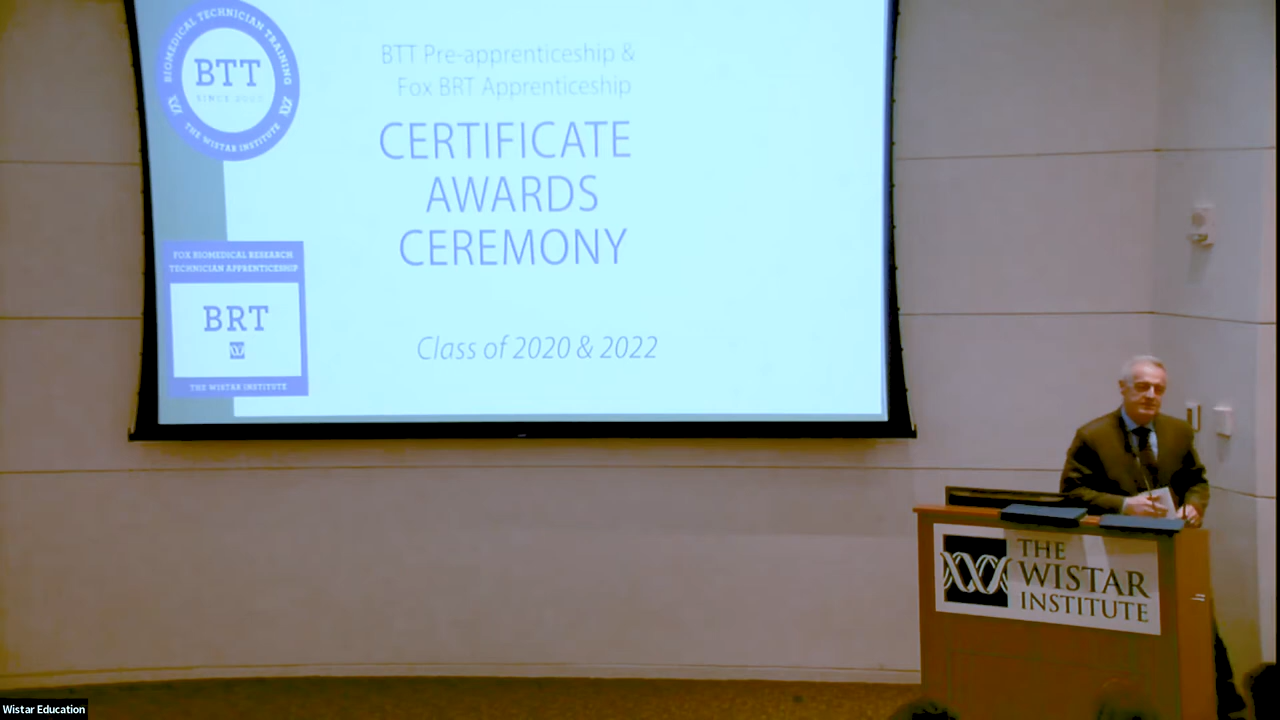 BIOMEDICAL TECHNICIAN TRAINING
BTT
SINCE
THE WISTAR INSTITUTE
BTT Pre-apprenticeship &
Fox BRT Apprenticeship
CERTIFICATE
AWARDS
CEREMONY
FOX BIOMEDICAL RESEARCH
TECHNICIAN APPRENTICESHIP
BRT
THE WISTAR INSTITUTE
Class of 2020 & 2022
THE
WISTAR
INSTITUTE
Wistar Education